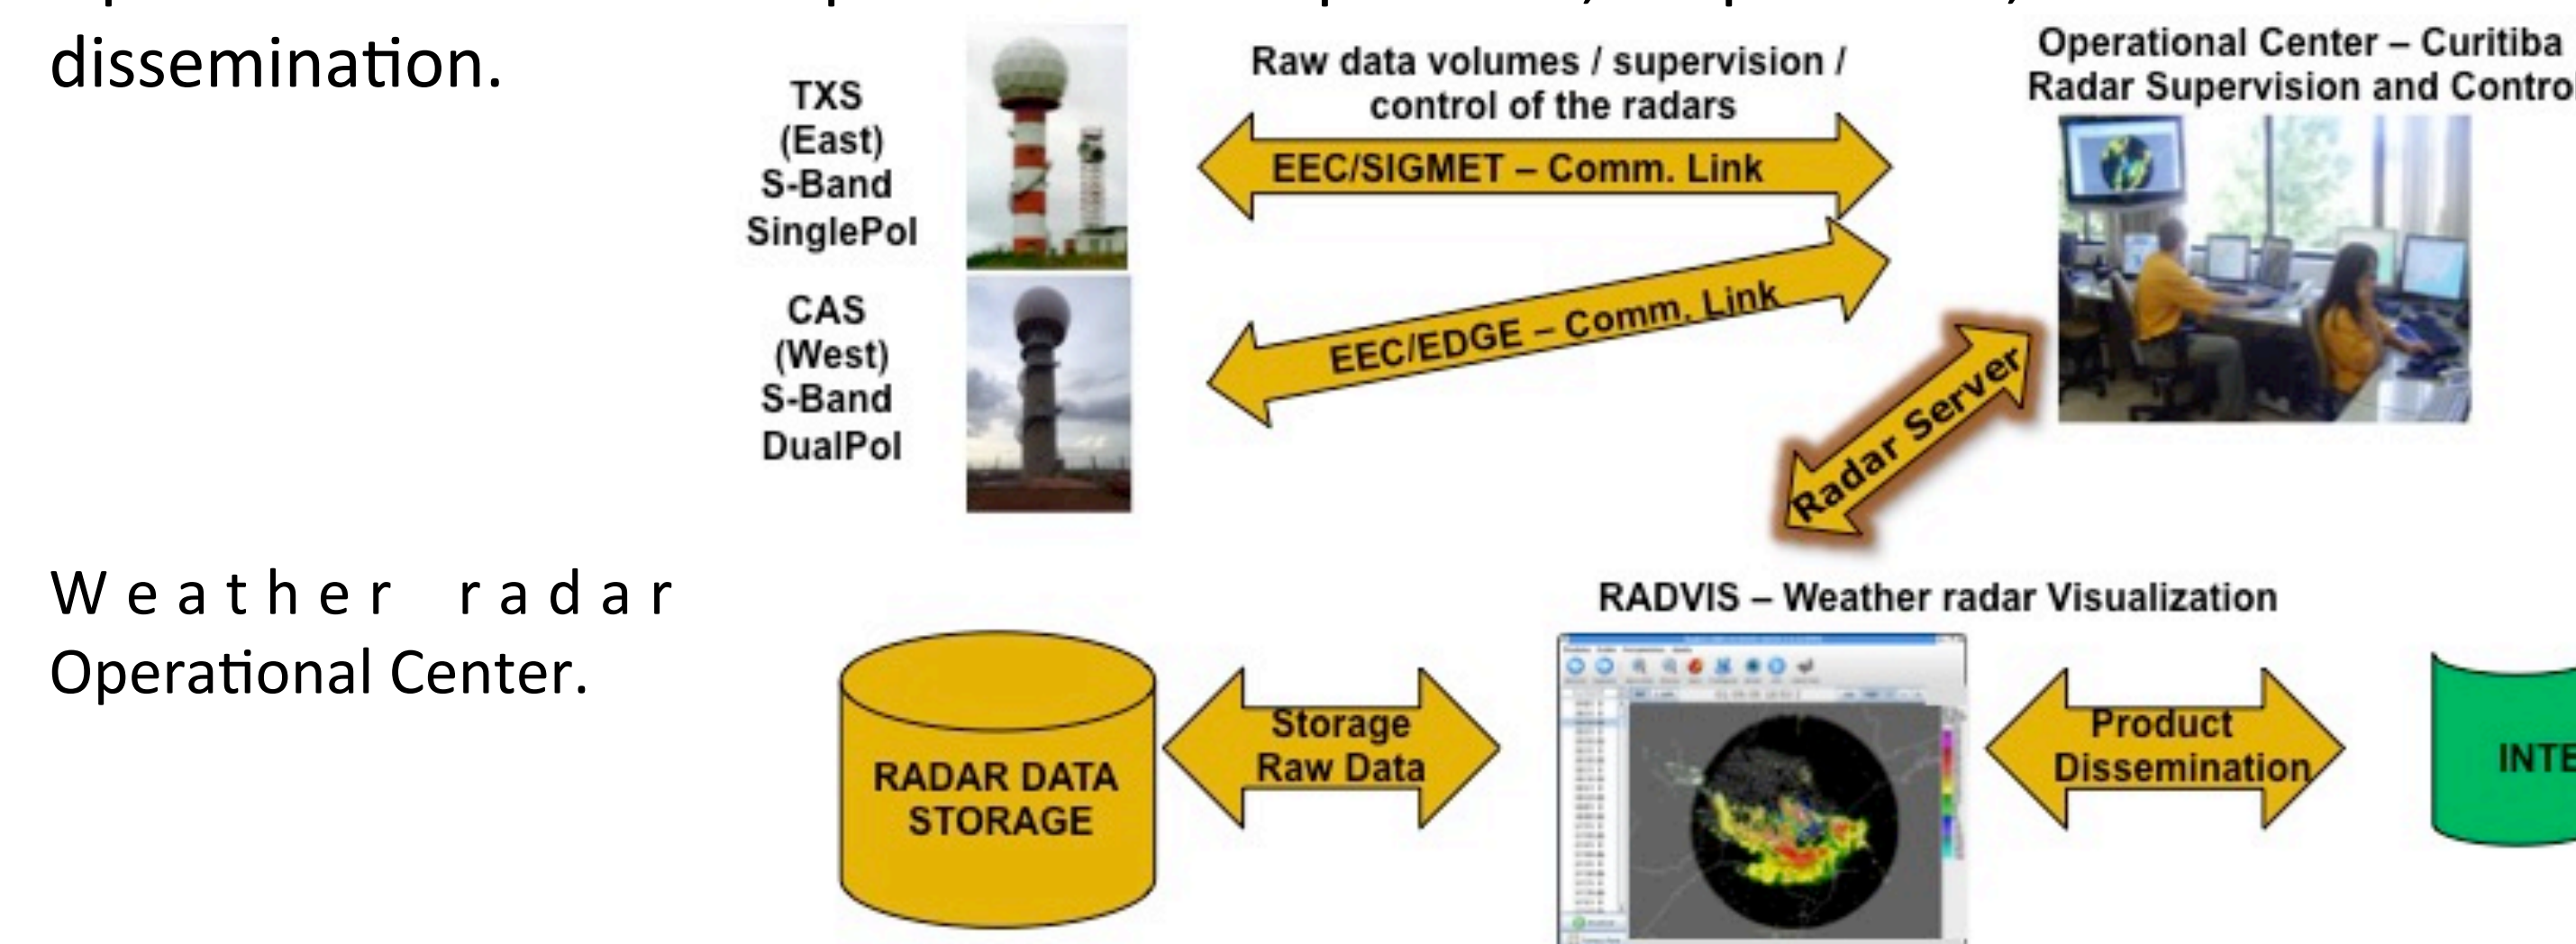 dissemination.
TXS
(East)
S-Band
SinglePol
Raw data volumes / supervision /
control of the radars
EEC/SIGMET – Comm. Link
Operational Center – Curitiba
Radar Supervision and Control
CAS
(West)
S-Band
DualPol
EEC/EDGE – Comm. Link
Radar Server
Weather radar
Operational Center.
RADVIS – Weather radar Visualization
RADAR DATA
STORAGE
Storage
Raw Data
Product
Dissemination
INTE